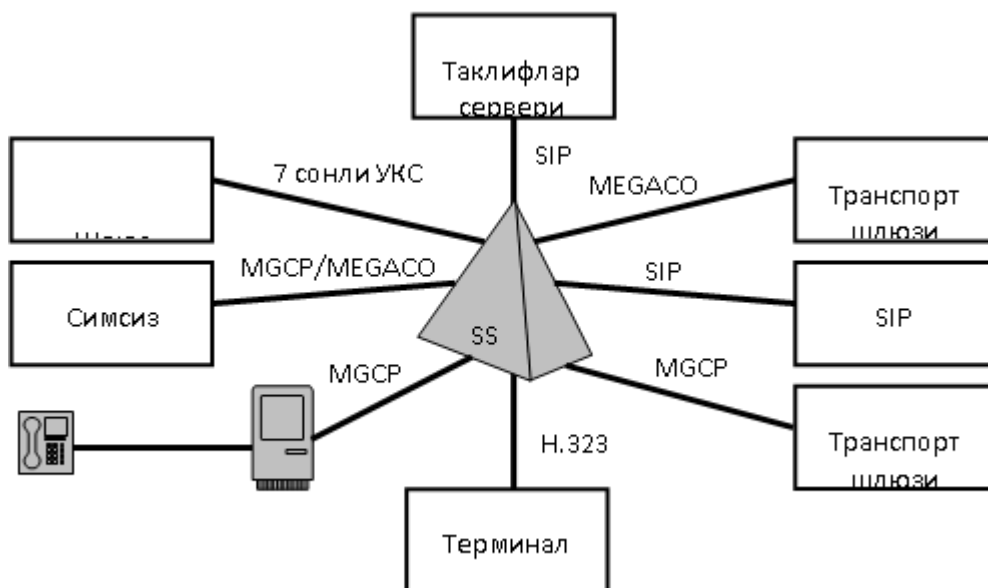 Таклифлар
сервери
SIP
7 сонли УКС
MEGACO
Транспорт
шлюзи
MGCP/MEGACO
SIP
Симсиз
SS
SIP
MGCP
MGCP
H.323
Транспорт
шлюзи
Терминал